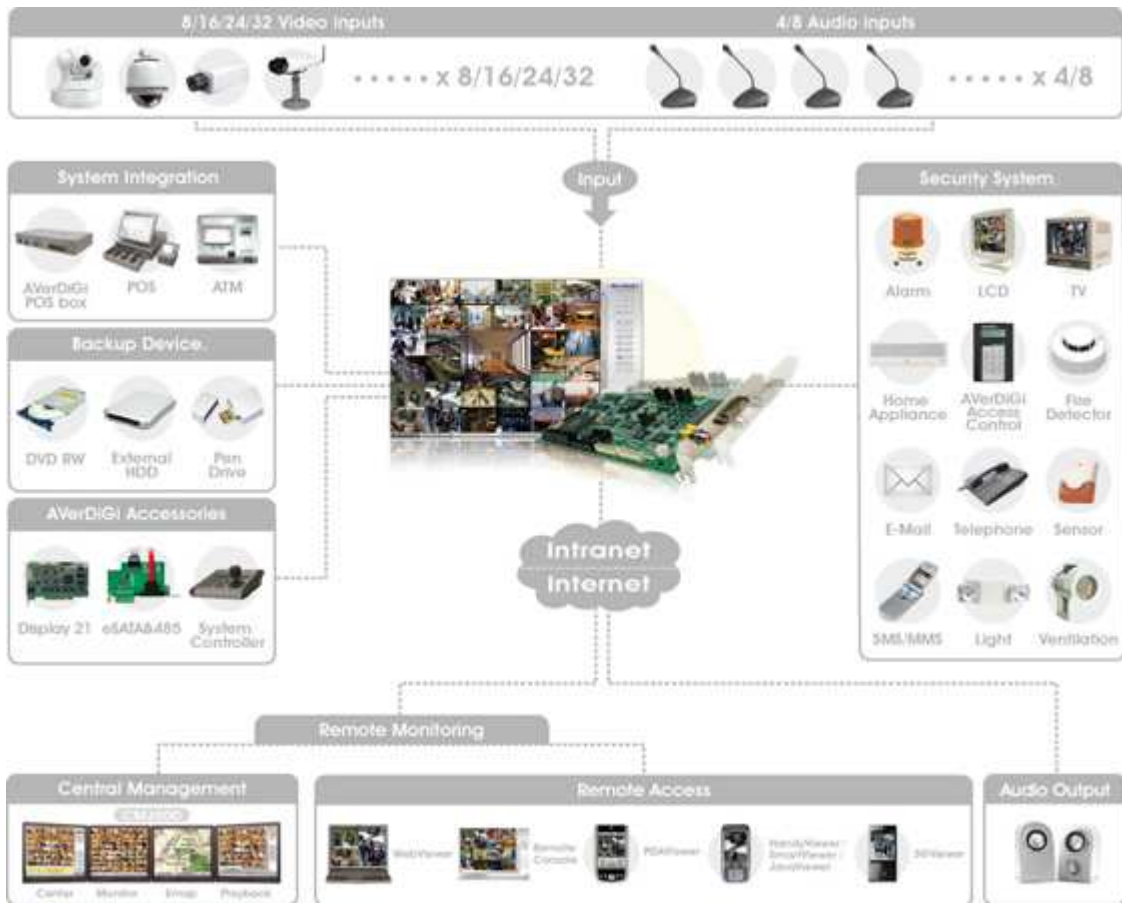 8/16/24/32 Video Inputs
4/8 Audio Inputs
x 8/16/24/32
x 4/8
Input
System Integration
AVerDiGi
POS box
POS
ATM
Backup Device.
DVD RW
External
HDD
Pen
Drive
AVerDiGi Accessories
Display 21
eSATA&485
System
Controller
Security System
Alarm
LCD
TV
Home
Appliance
AVerDiGi
Access
Control
Fire
Detector
E-Mail
Telephone
Sensor
SMS/MMS
Light
Ventilation
Intranet
Internet
Remote Monitoring
Central Management
Center
Monitor
Emap
Playback
Remote Access
WebViewer
Remote
Console
PDAViewer
HandyViewer /
JavaViewer
Audio Output